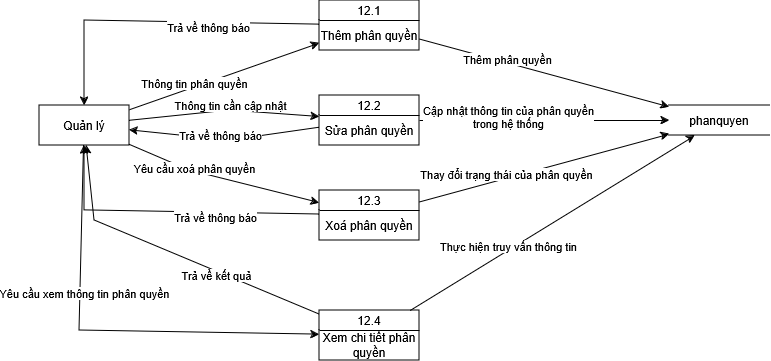 12.1
Trả về thông báo
Thêm phân quyền
Thêm phân quyền
Thông tin phân quyền
Thông tin cần cập nhật
12.2
Cập nhật thông tin của phân quyền
trong hệ thống
Quản lý
phanquyen
Trả về thông báo
Sửa phân quyền
Yêu cầu xoá phân quyền
Thay đổi trạng thái của phân quyền
12.3
Trả về thông báo
Xoá phân quyền
Thực hiện truy vấn thông tin
Trả về kết quả
Yêu cầu xem thông tin phân quyền
12.4
Xem chi tiết phân
quyền